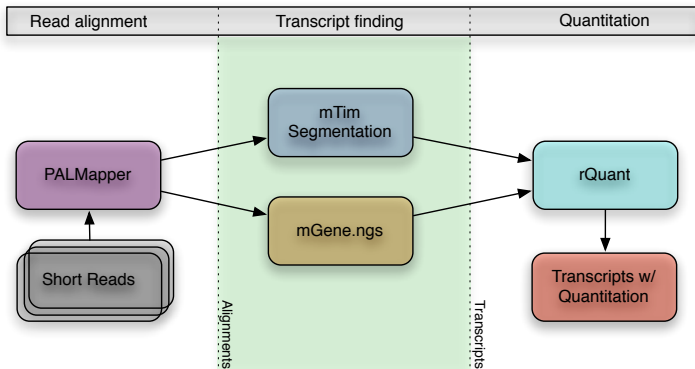 Read alignment
Transcript finding
Quantitation
mTim
Segmentation
PALMapper
rQuant
mGene.ngs
Short Reads
Transcripts w/
Quantitation
Alignments
Transcripts